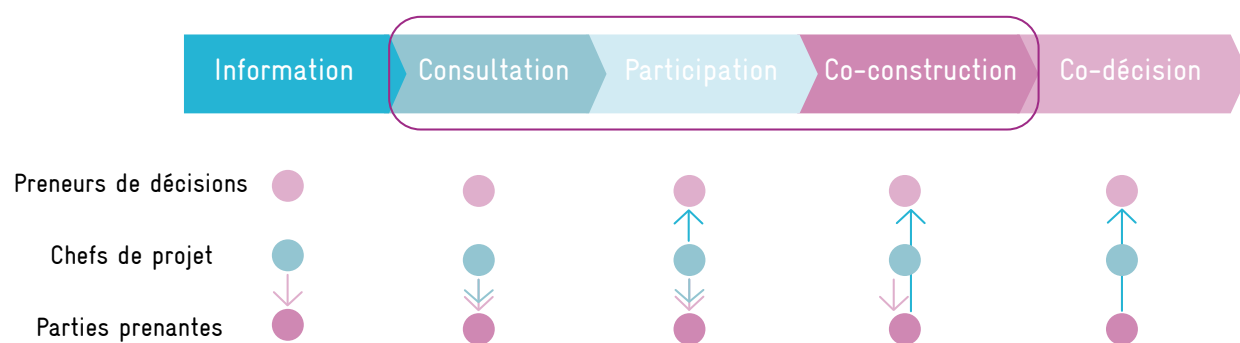 Information
Consultation
Participation
Co-construction
Co-décision
Preneurs de décisions
Chefs de projet
Parties prenantes